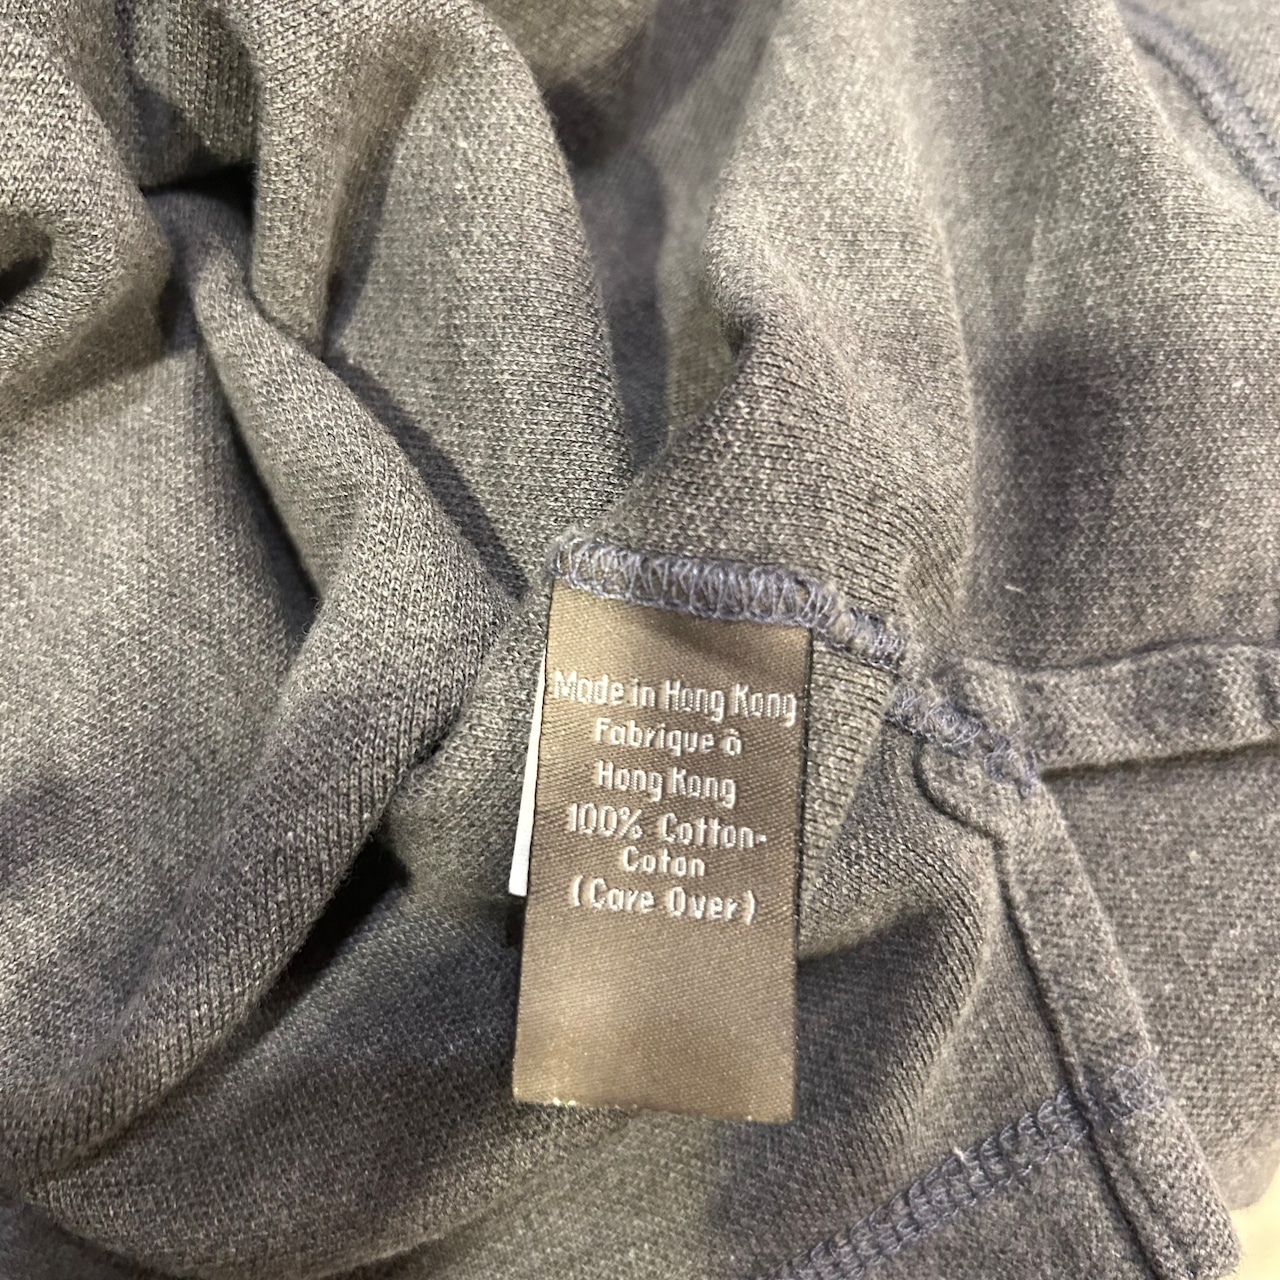 Made in Hong Kong
Fabrique à
Hong Kong
100% Cotton-
Coton
(Care Over)